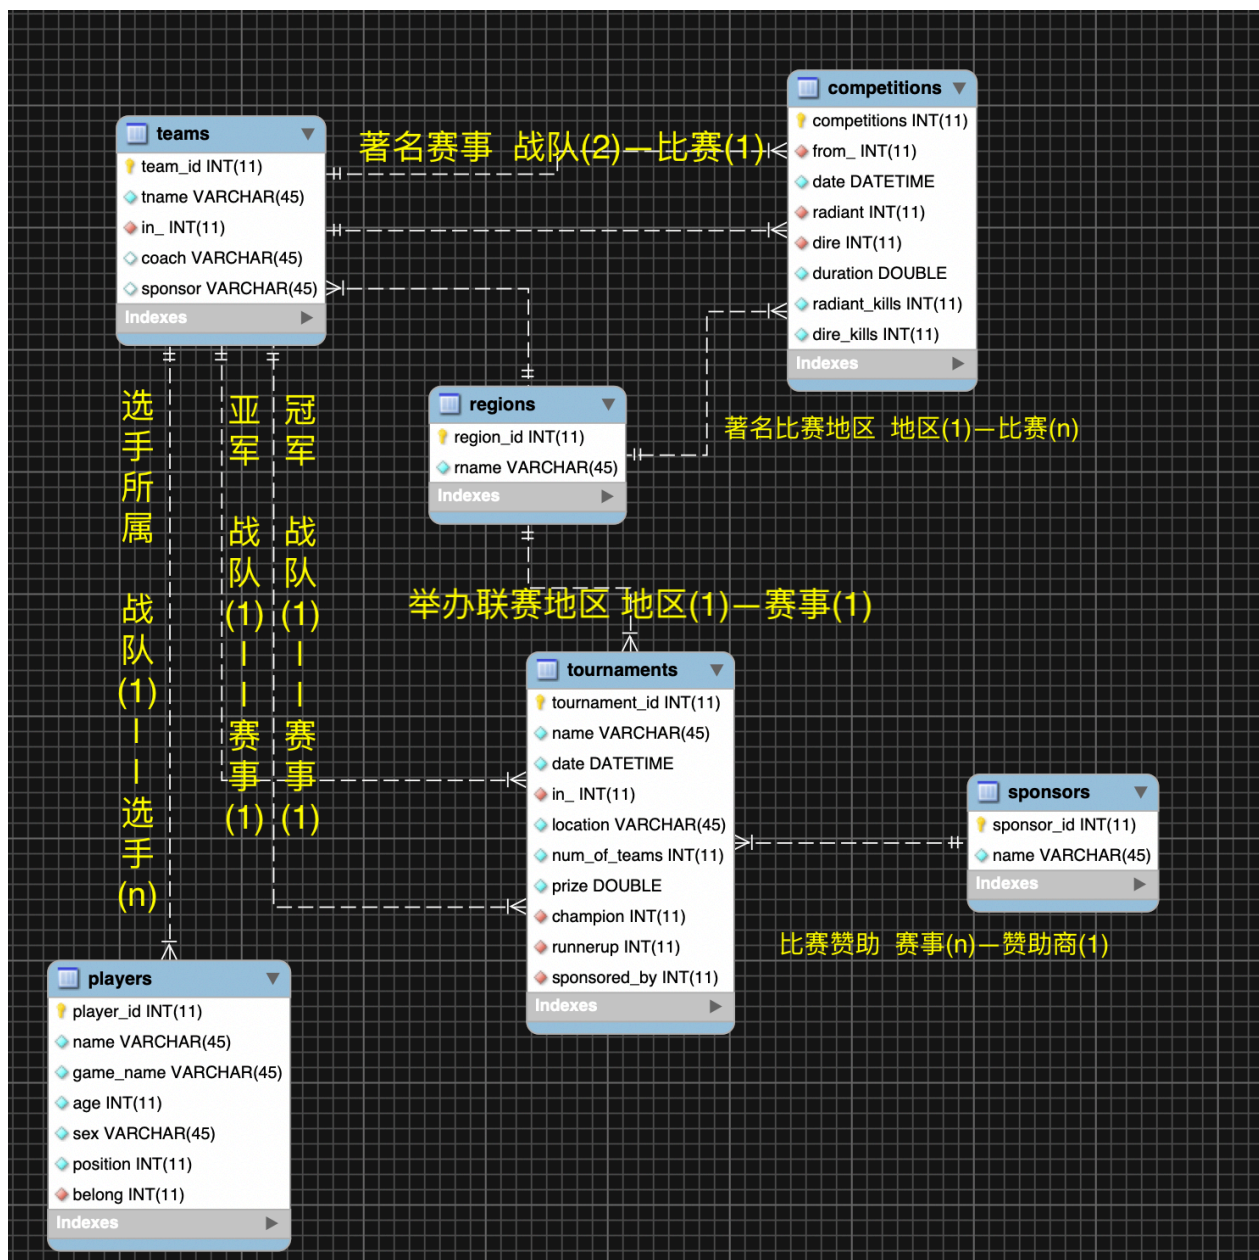 teams
team_id INT(11)
tname VARCHAR(45)
in_ INT(11)
coach VARCHAR(45)
sponsor VARCHAR(45)
Indexes
著名赛事 战队(2)—比赛(1)
competitions
competitions INT(11)
from_ INT(11)
date DATETIME
radiant INT(11)
dire INT(11)
duration DOUBLE
radiant_kills INT(11)
dire_kills INT(11)
Indexes
regions
region_id INT(11)
rname VARCHAR(45)
Indexes
著名比赛地区 地区(1)—比赛(n)
选手所属 战队(1)——选手(n)
亚军 战队(1)——赛事(1)
冠军 战队(1)——赛事(1)
举办联赛地区 地区(1)—赛事(1)
tournaments
tournament_id INT(11)
name VARCHAR(45)
date DATETIME
in_ INT(11)
location VARCHAR(45)
num_of_teams INT(11)
prize DOUBLE
champion INT(11)
runnerup INT(11)
sponsored_by INT(11)
Indexes
sponsors
sponsor_id INT(11)
name VARCHAR(45)
Indexes
比赛赞助 赛事(n)—赞助商(1)
players
player_id INT(11)
name VARCHAR(45)
game_name VARCHAR(45)
age INT(11)
sex VARCHAR(45)
position INT(11)
belong INT(11)
Indexes